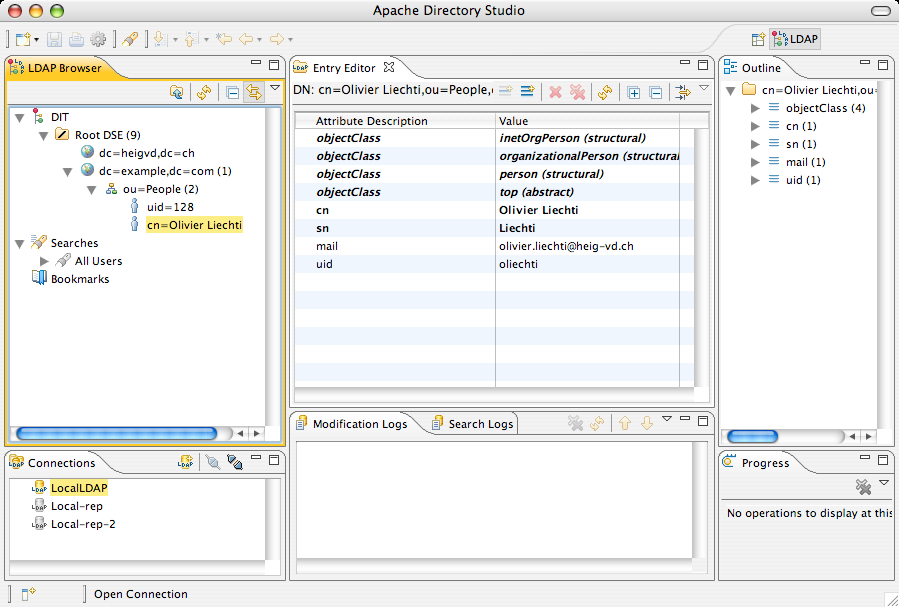 Apache Directory Studio
LDAP
LDAP Browser
DIT
Root DSE (9)
dc=heigvd,dc=ch
dc=example,dc=com (1)
ou=People (2)
uid=128
cn=Olivier Liechti
Searches
All Users
Bookmarks
Entry Editor
DN: cn=Olivier Liechti,ou=People,
Attribute Description Value
objectClass inetOrgPerson (structural)
objectClass organizationalPerson (structural
objectClass person (structural)
objectClass top (abstract)
cn Olivier Liechti
sn Liechti
mail olivier.liechti@heig-vd.ch
uid oliechti
Outline
cn=Olivier Liechti,ou=
objectClass (4)
cn (1)
sn (1)
mail (1)
uid (1)
Connections
LDAP
LDAP LocalLDAP
LDAP Local-rep
LDAP Local-rep-2
Modification Logs Search Logs
Progress
No operations to display at this
Open Connection